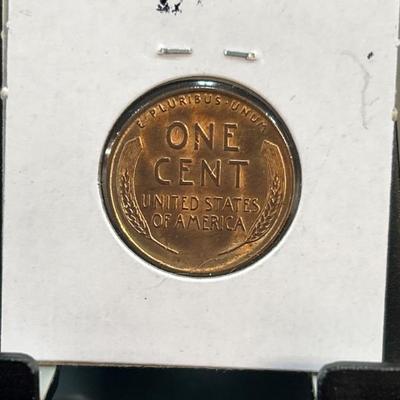 E · PLURIBUS · UNUM
ONE
CENT
UNITED STATES
OF AMERICA